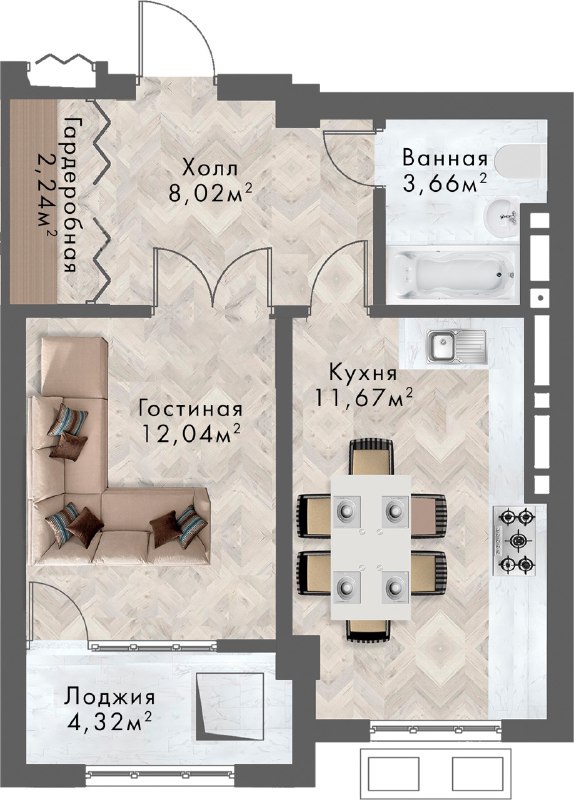 Гардеробная
2,24м²
Холл
8,02м²
Ванная
3,66м²
Гостиная
12,04м²
Кухня
11,67м²
Лоджия
4,32м²